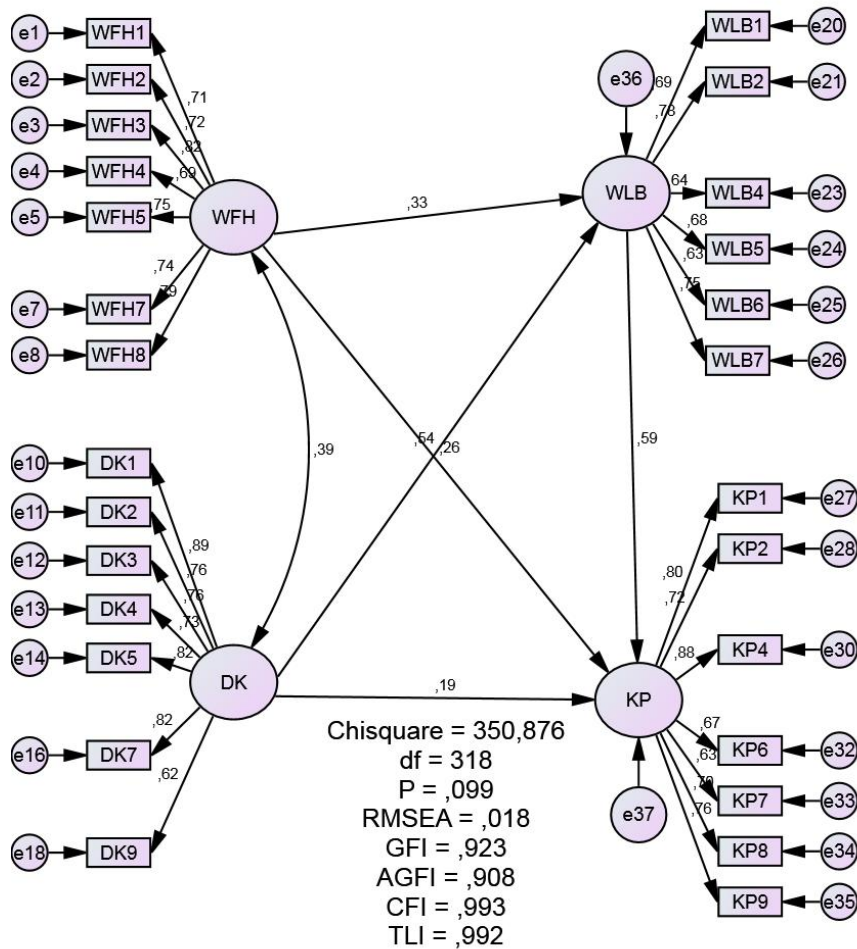 e1 WFH1
e2 WFH2
e3 WFH3
e4 WFH4
e5 WFH5
e7 WFH7
e8 WFH8
,71
,72
,82
,69
,75
,74
,79
WFH
,33
,39
,54
,26
e10 DK1
e11 DK2
e12 DK3
e13 DK4
e14 DK5
e16 DK7
e18 DK9
,89
,76
,76
,73
,82
,82
,62
DK
,19
e36
WLB
,69
,78
,64
,68
,63
,75
WLB1 e20
WLB2 e21
WLB4 e23
WLB5 e24
WLB6 e25
WLB7 e26
,59
KP
e37
,80
,72
,88
,67
,63
,76
KP1 e27
KP2 e28
KP4 e30
KP6 e32
KP7 e33
KP8 e34
KP9 e35
Chisquare = 350,876
df = 318
P = ,099
RMSEA = ,018
GFI = ,923
AGFI = ,908
CFI = ,993
TLI = ,992